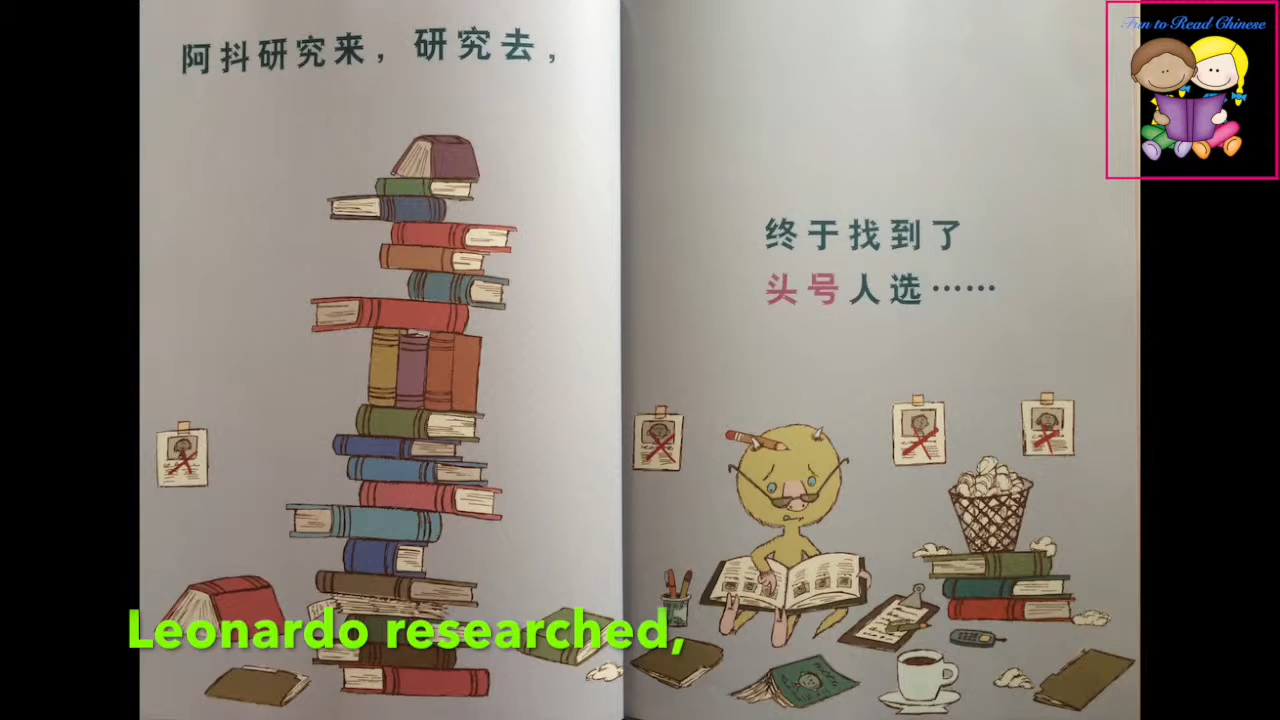 阿抖研究来，研究去，
终于找到了
头号人选……
Fun to Read Chinese
Leonardo researched,